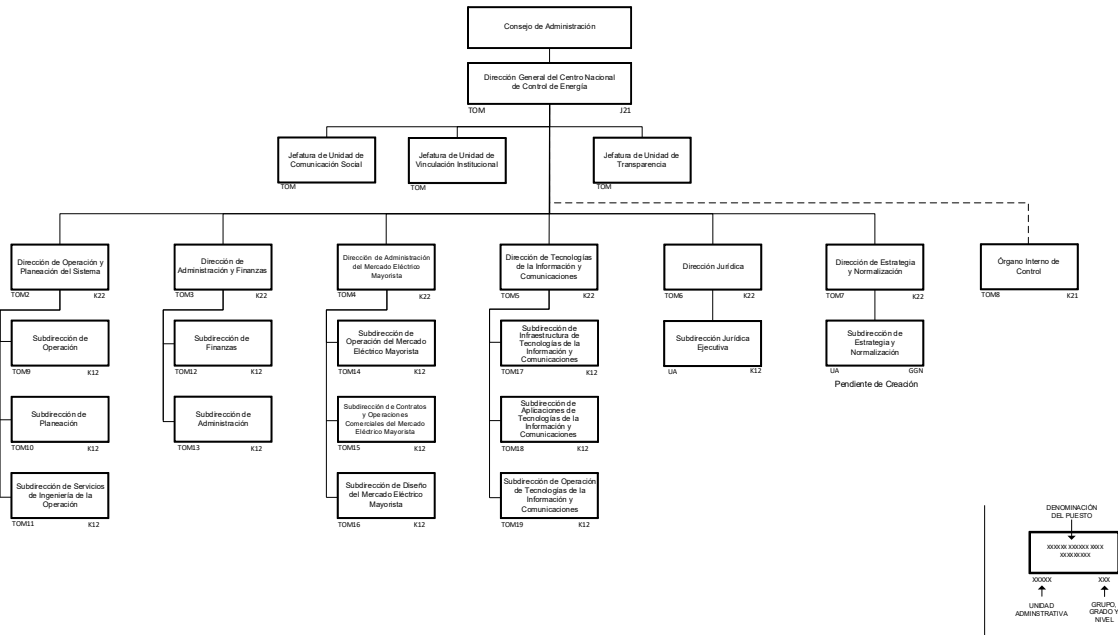 Consejo de Administración
Dirección General del Centro Nacional
de Control de Energía
TOM
J21
Jefatura de Unidad de
Comunicación Social
TOM
Jefatura de Unidad de
Vinculación Institucional
TOM
Jefatura de Unidad de
Transparencia
TOM
Dirección de Operación y
Planeación del Sistema
TOM2
K22
Dirección de
Administración y Finanzas
TOM3
K22
Dirección de Administración
del Mercado Eléctrico
Mayorista
TOM4
K22
Dirección de Tecnologías
de la Información y
Comunicaciones
TOM5
K22
Dirección Jurídica
TOM6
K22
Dirección de Estrategia
y Normalización
TOM7
K22
Órgano Interno de
Control
TOM8
K21
Subdirección de
Operación
TOM9
K12
Subdirección de
Finanzas
TOM12
K12
Subdirección de
Operación del Mercado
Eléctrico Mayorista
TOM14
K12
Subdirección de
Infraestructura de
Tecnologías de la
Información y
Comunicaciones
TOM17
K12
Subdirección Jurídica
Ejecutiva
UA
K12
Subdirección de
Estrategia y
Normalización
UA
GGN
Pendiente de Creación
Subdirección de
Planeación
TOM10
K12
Subdirección de
Administración
TOM13
K12
Subdirección de Contratos
y Operaciones
Comerciales del Mercado
Eléctrico Mayorista
TOM15
K12
Subdirección de
Aplicaciones de
Tecnologías de la
Información y
Comunicaciones
TOM18
K12
Subdirección de Servicios
de Ingeniería de la
Operación
TOM11
K12
Subdirección de Diseño
del Mercado Eléctrico
Mayorista
TOM16
K12
Subdirección de Operación
de Tecnologías de la
Información y
Comunicaciones
TOM19
K12
DENOMINACIÓN
DEL PUESTO
XXXXXX XXXXXX XXXX
XXXXXXXXX
XXXXX
XXX
UNIDAD
ADMINSTRATIVA
GRUPO,
GRADO Y
NIVEL